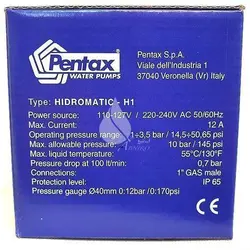 Pentax
WATER PUMPS
Pentax S.p.A.
Viale dell'Industria 1
37040 Veronella (Vr) Italy
Type: HIDROMATIC - H1
Power source: 110-127V / 220-240V AC 50/60Hz
Max. Current: 12 A
Operating pressure range: 1÷3,5 bar / 14,5÷50,65 psi
Max. allowable pressure: 10 bar / 145 psi
Max. liquid temperature: 55°C/130°F
Pressure drop at 100 lt/min: 0,7 bar
Connections: 1" GAS male
Protection level: IP 65
Pressure gauge Ø40mm 0:12bar / 0:170psi